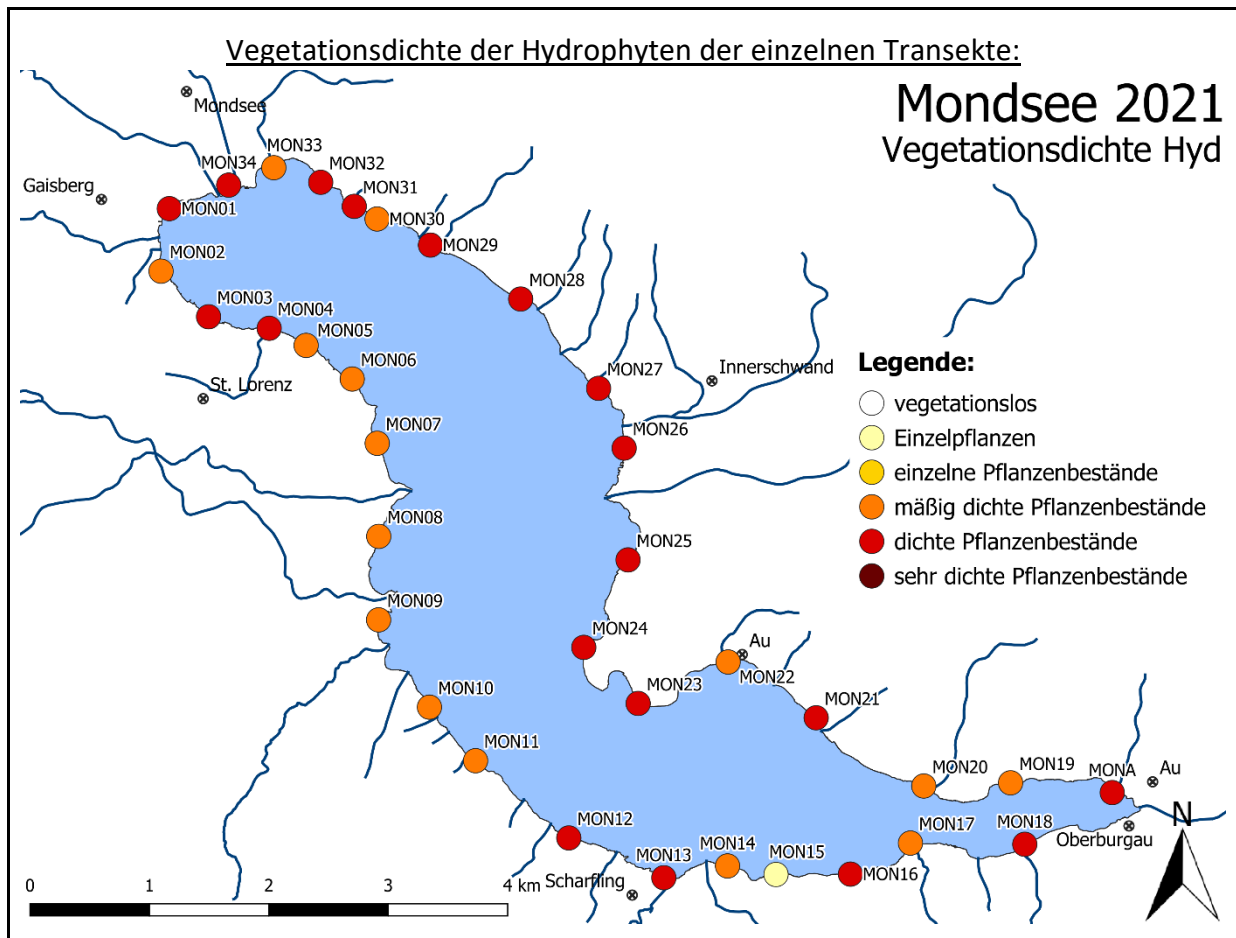 Vegetationsdichte der Hydrophyten der einzelnen Transekte:
Mondsee 2021
Vegetationsdichte Hyd
Mondsee
MON33
MON34
MON32
Gaisberg
MON31
MON01
MON30
MON29
MON02
MON28
MON03
MON04
MON05
MON06
St. Lorenz
MON27
Innerschwand
MON07
MON26
Legende:
vegetationslos
Einzelpflanzen
einzelne Pflanzenbestände
mäßig dichte Pflanzenbestände
dichte Pflanzenbestände
sehr dichte Pflanzenbestände
MON08
MON25
MON09
MON24
Au
MON22
MON23
MON10
MON21
MON11
MON20
MON19
MONA
Au
MON12
MON17
MON18
Oberburgau
N
MON13
MON14
MON15
MON16
Scharfling
0 1 2 3 4 km